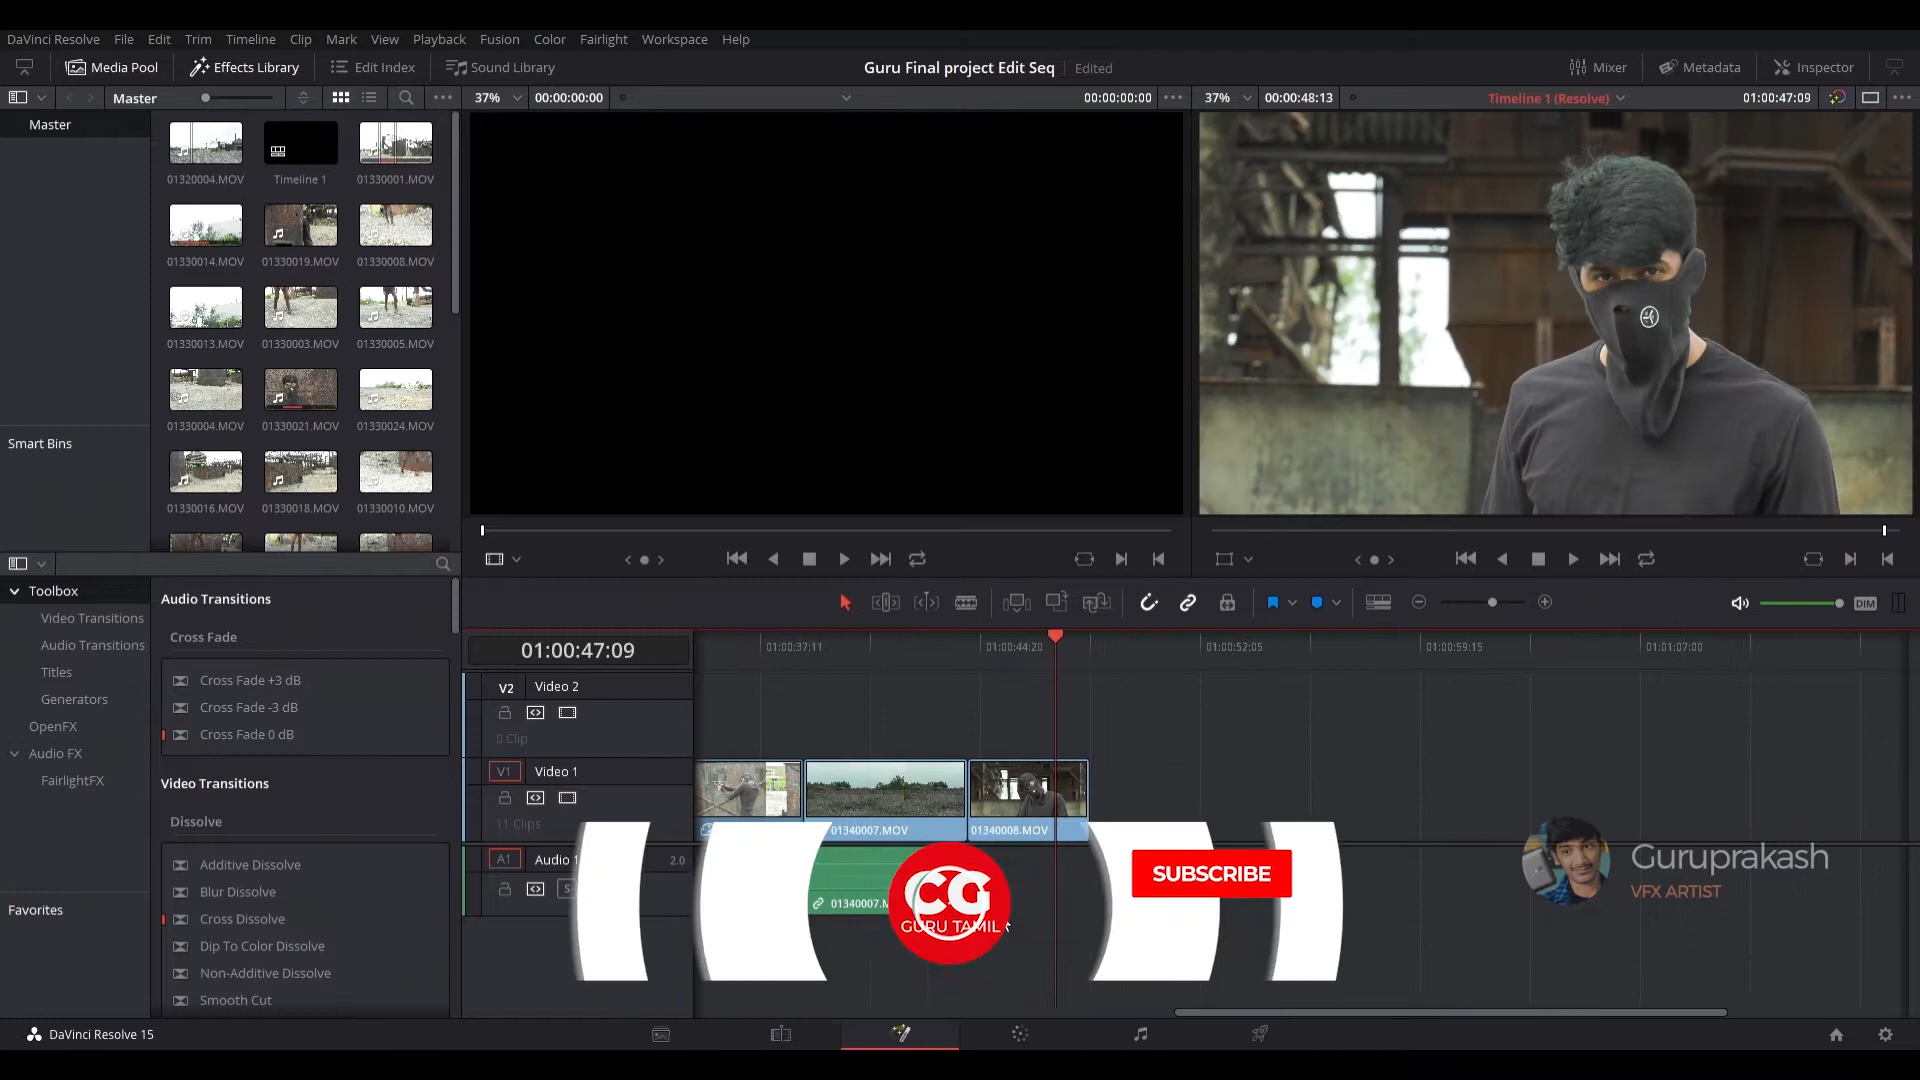 DaVinci Resolve File Edit Trim Timeline Clip Mark View Playback Fusion Color Fairlight Workspace Help
Media Pool Effects Library Edit Index Sound Library Guru Final project Edit Seq Edited Mixer Metadata Inspector
Master 37% 00:00:00:00 00:00:00:00 37% 00:00:48:13 Timeline 1 (Resolve) 01:00:47:09
Master
01320004.MOV Timeline 1 01330001.MOV
01330014.MOV 01330019.MOV 01330008.MOV
01330013.MOV 01330003.MOV 01330005.MOV
01330004.MOV 01330021.MOV 01330024.MOV
Smart Bins
01330016.MOV 01330018.MOV 01330010.MOV
Toolbox
Video Transitions
Audio Transitions
Titles
Generators
OpenFX
Audio FX
FairlightFX
Favorites
Audio Transitions
Cross Fade
Cross Fade +3 dB
Cross Fade -3 dB
Cross Fade 0 dB
Video Transitions
Dissolve
Additive Dissolve
Blur Dissolve
Cross Dissolve
Dip To Color Dissolve
Non-Additive Dissolve
Smooth Cut
DIM
01:00:47:09 01:00:37:11 01:00:44:20 01:00:52:05 01:00:59:15 01:01:07:00
V2 Video 2
0 Clip
V1 Video 1
11 Clips
01340007.MOV 01340008.MOV
A1 Audio 1 2.0
S
01340007.M
CG
GURU TAMIL
SUBSCRIBE
Guruprakash
VFX ARTIST
DaVinci Resolve 15